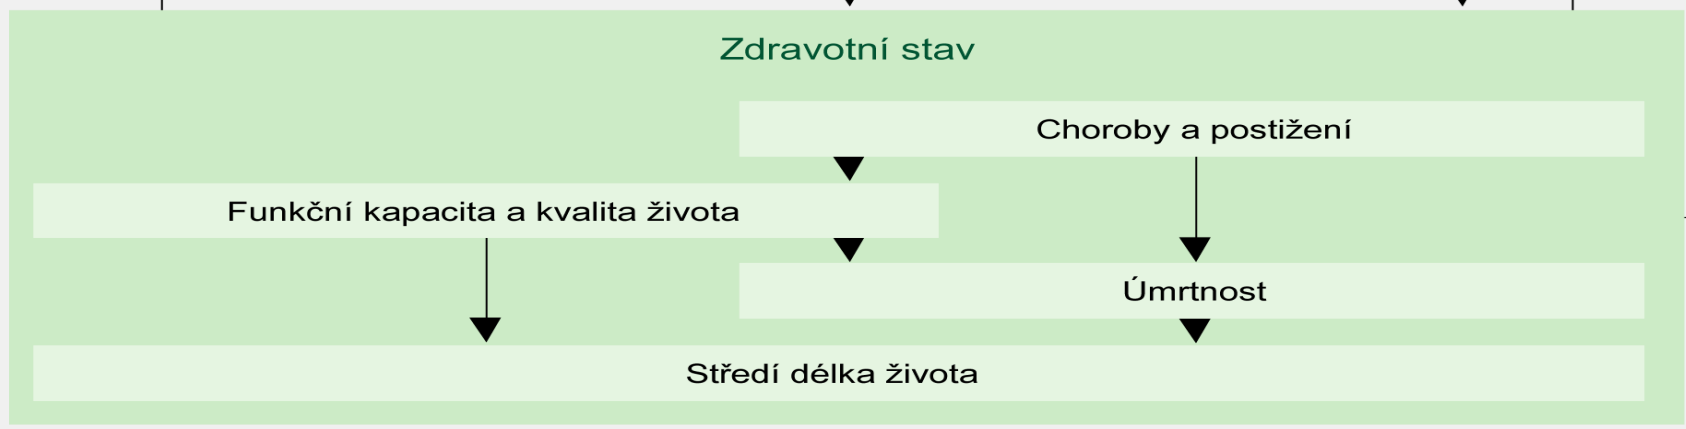 Zdravotní stav
Choroby a postižení
Funkční kapacita a kvalita života
Úmrtnost
Středí délka života